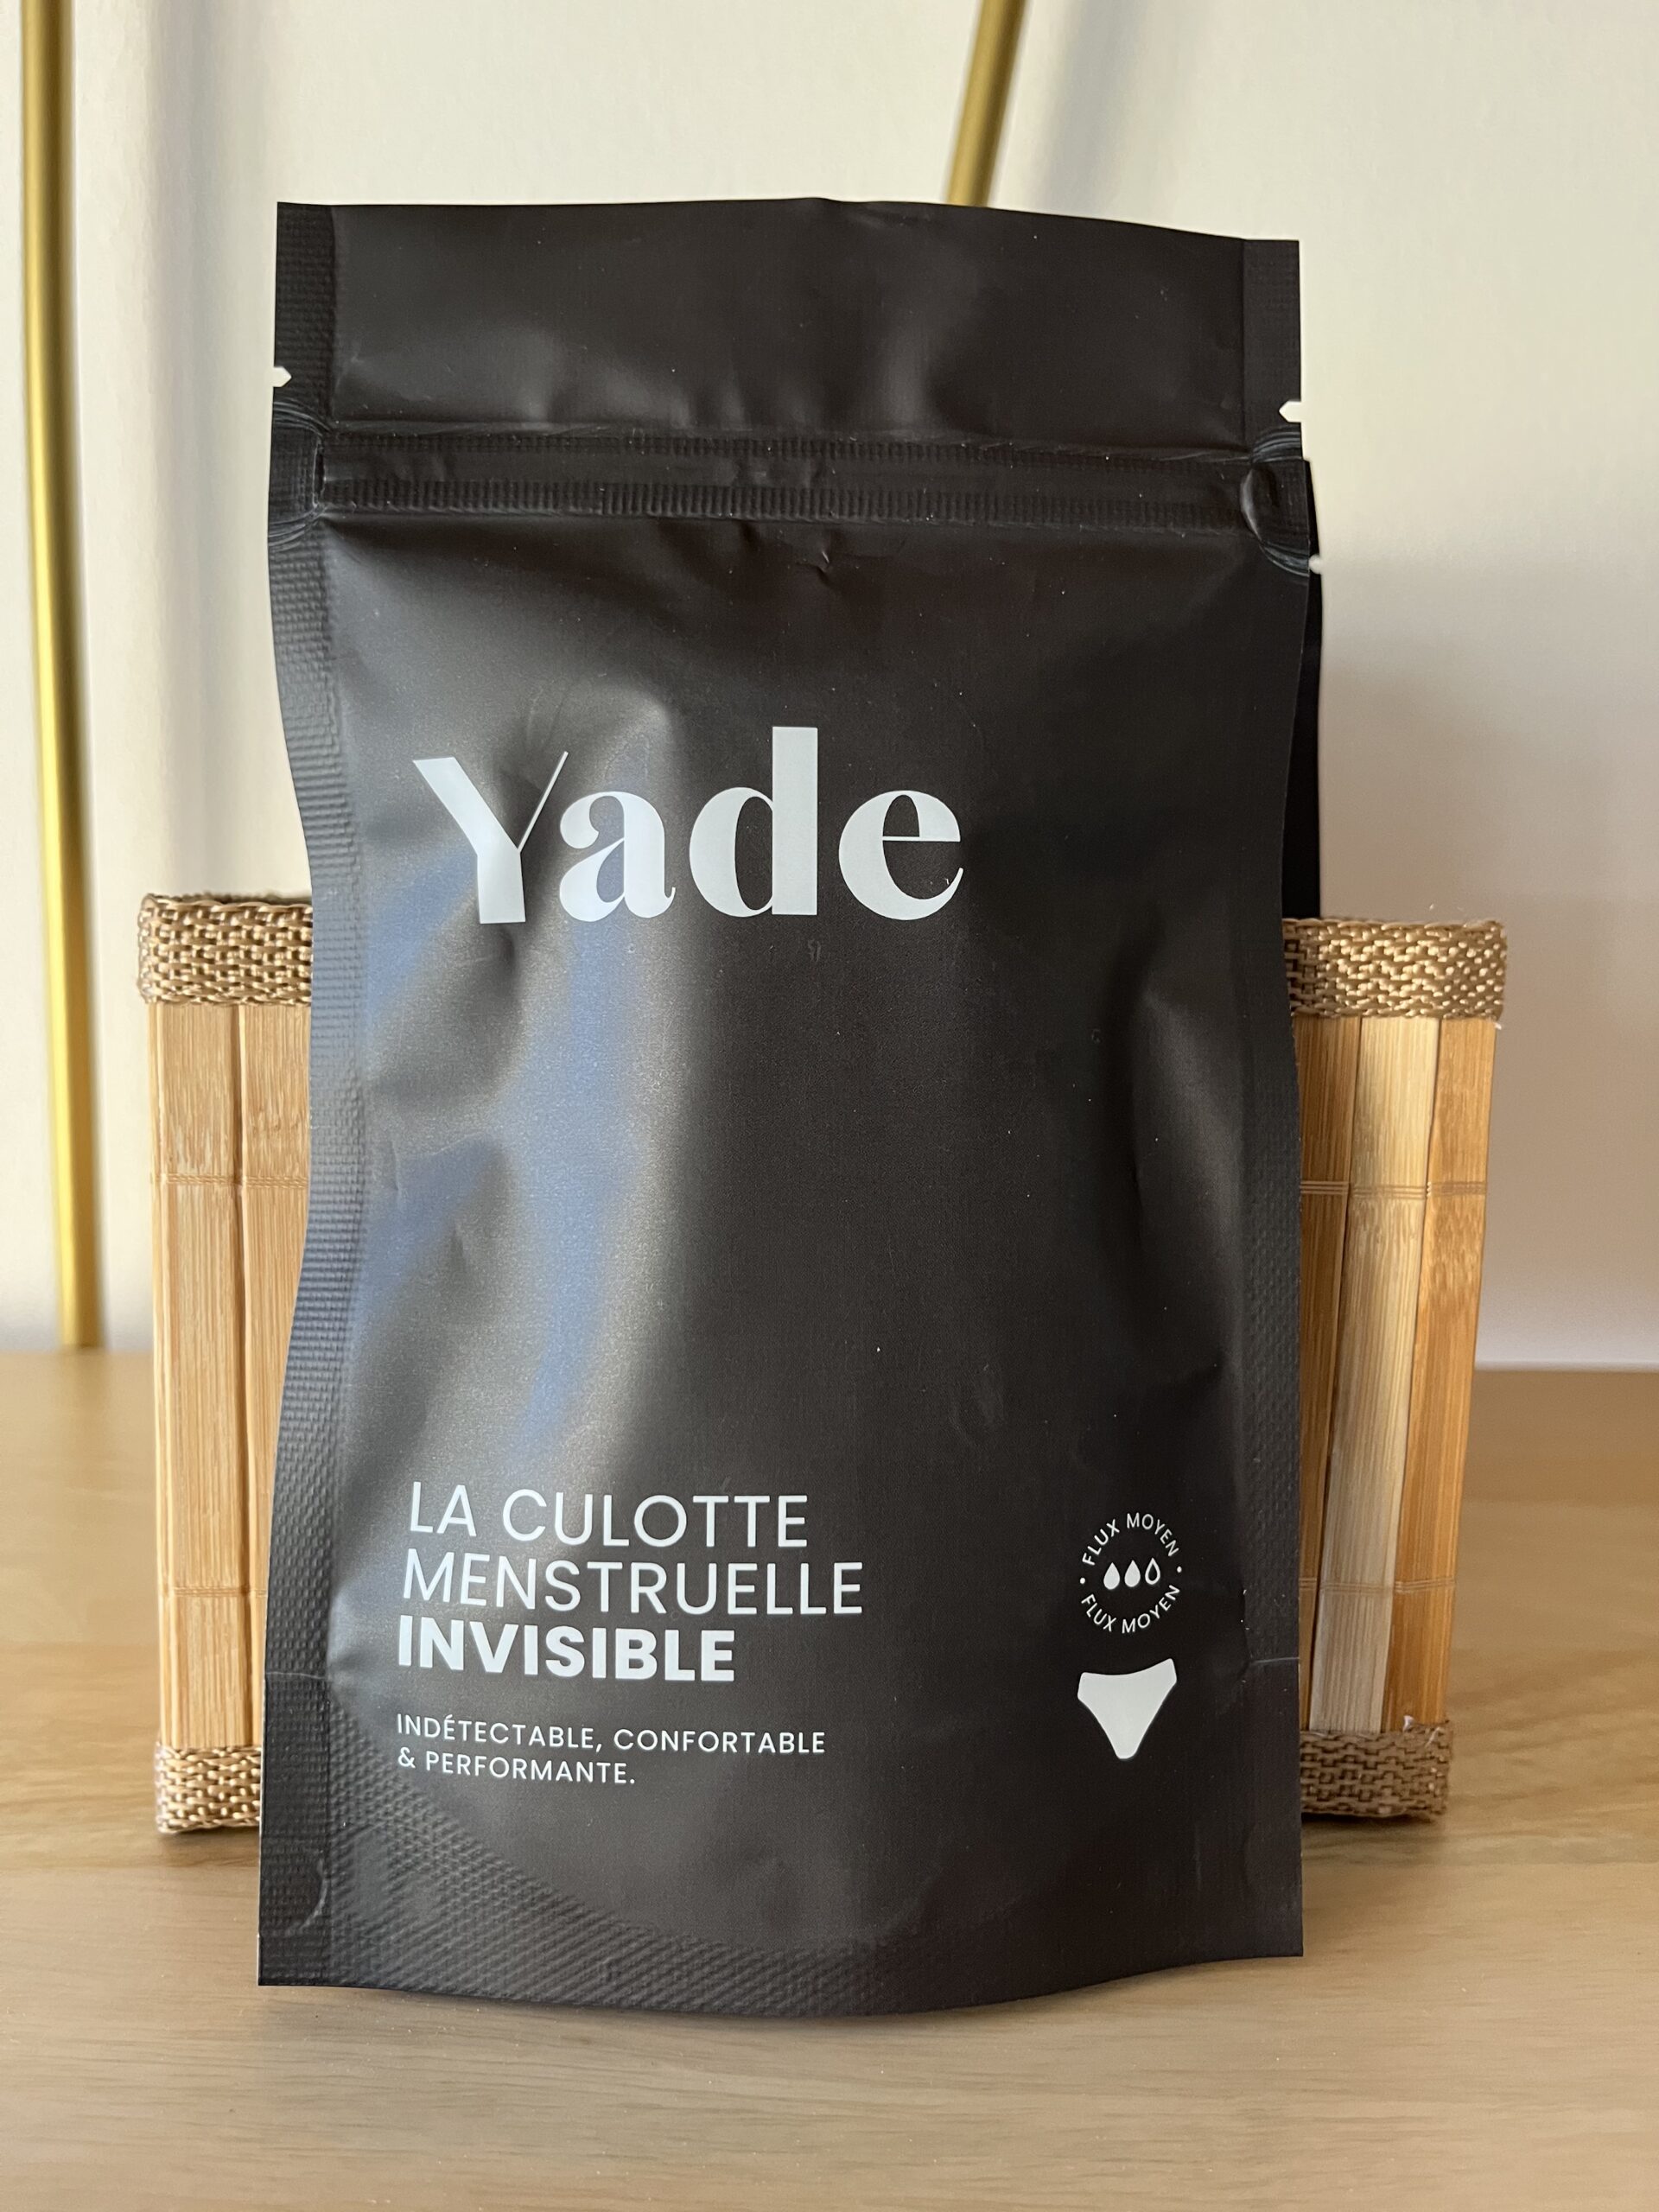 Yade
LA CULOTTE
MENSTRUELLE
INVISIBLE
INDÉTECTABLE, CONFORTABLE
& PERFORMANTE.
• FLUX MOYEN •
FLUX MOYEN